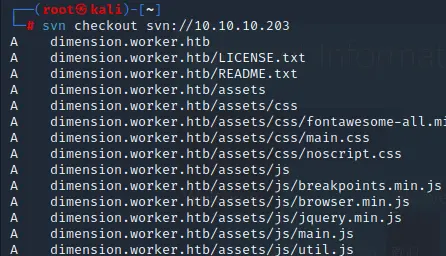 (root㉿kali)-[~]
# svn checkout svn://10.10.10.203
A dimension.worker.htb
A dimension.worker.htb/LICENSE.txt
A dimension.worker.htb/README.txt
A dimension.worker.htb/assets
A dimension.worker.htb/assets/css
A dimension.worker.htb/assets/css/fontawesome-all.mi
A dimension.worker.htb/assets/css/main.css
A dimension.worker.htb/assets/css/noscript.css
A dimension.worker.htb/assets/js
A dimension.worker.htb/assets/js/breakpoints.min.js
A dimension.worker.htb/assets/js/browser.min.js
A dimension.worker.htb/assets/js/jquery.min.js
A dimension.worker.htb/assets/js/main.js
A dimension.worker.htb/assets/js/util.js